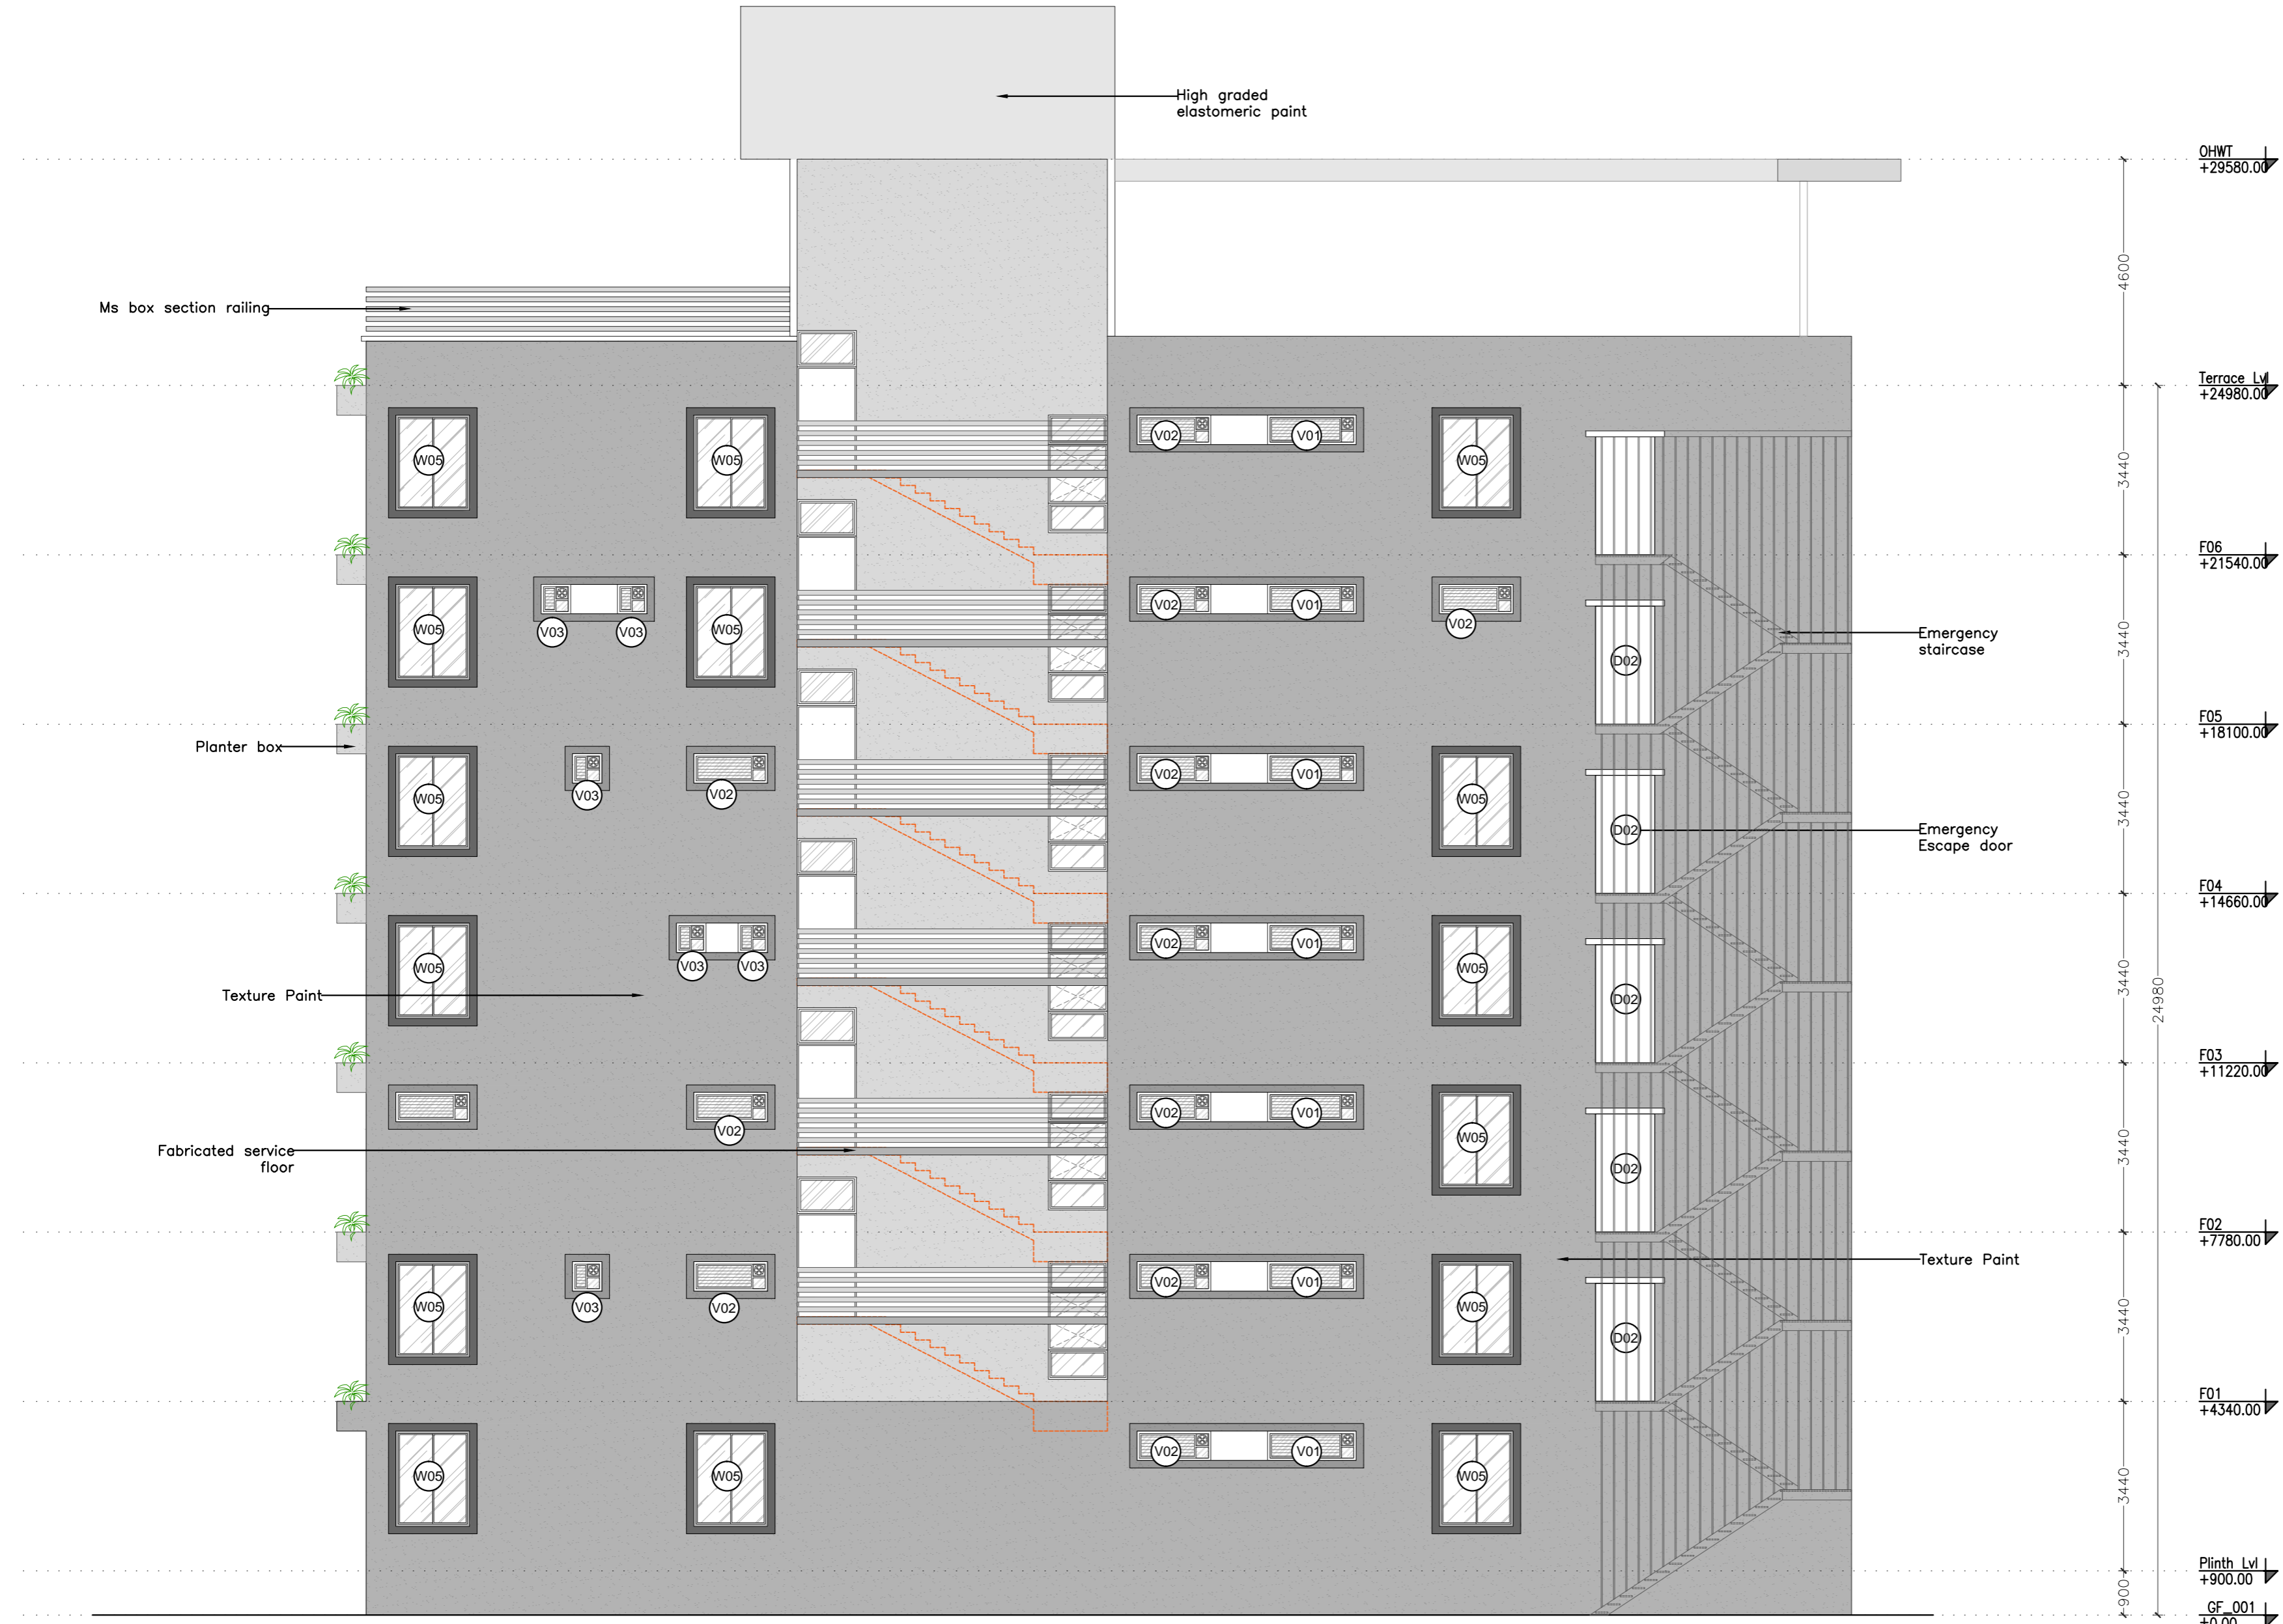 High graded
elastomeric paint
OHWT
+29580.00
4600
Ms box section railing
Terrace Lvl
+24980.00
V02 V01
W05 W05 W05
3440
F06
+21540.00
V02 V01
V02
W05 W05
V03 V03
Emergency
staircase
3440
D02
F05
+18100.00
Planter box
V02 V01
W05 V03 V02 W05
3440
D02
Emergency
Escape door
F04
+14660.00
V02 V01
W05 V03 V03 W05
3440
Texture Paint
D02
24980
F03
+11220.00
V02 V01
V02 W05
3440
Fabricated service
floor
D02
F02
+7780.00
Texture Paint
V02 V01
W05 V03 V02 W05
3440
D02
F01
+4340.00
V02 V01
W05 W05 W05
3440
Plinth Lvl
+900.00
900
GF_001
+0.00